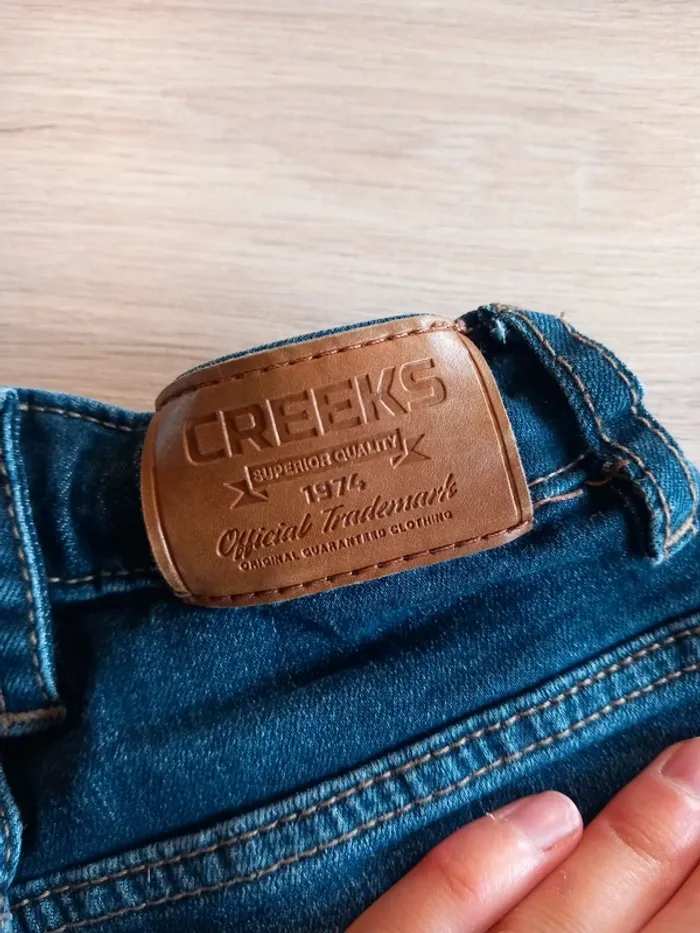 CREEKS
SUPERIOR QUALITY
1974
Official Trademark
ORIGINAL GUARANTEED CLOTHING